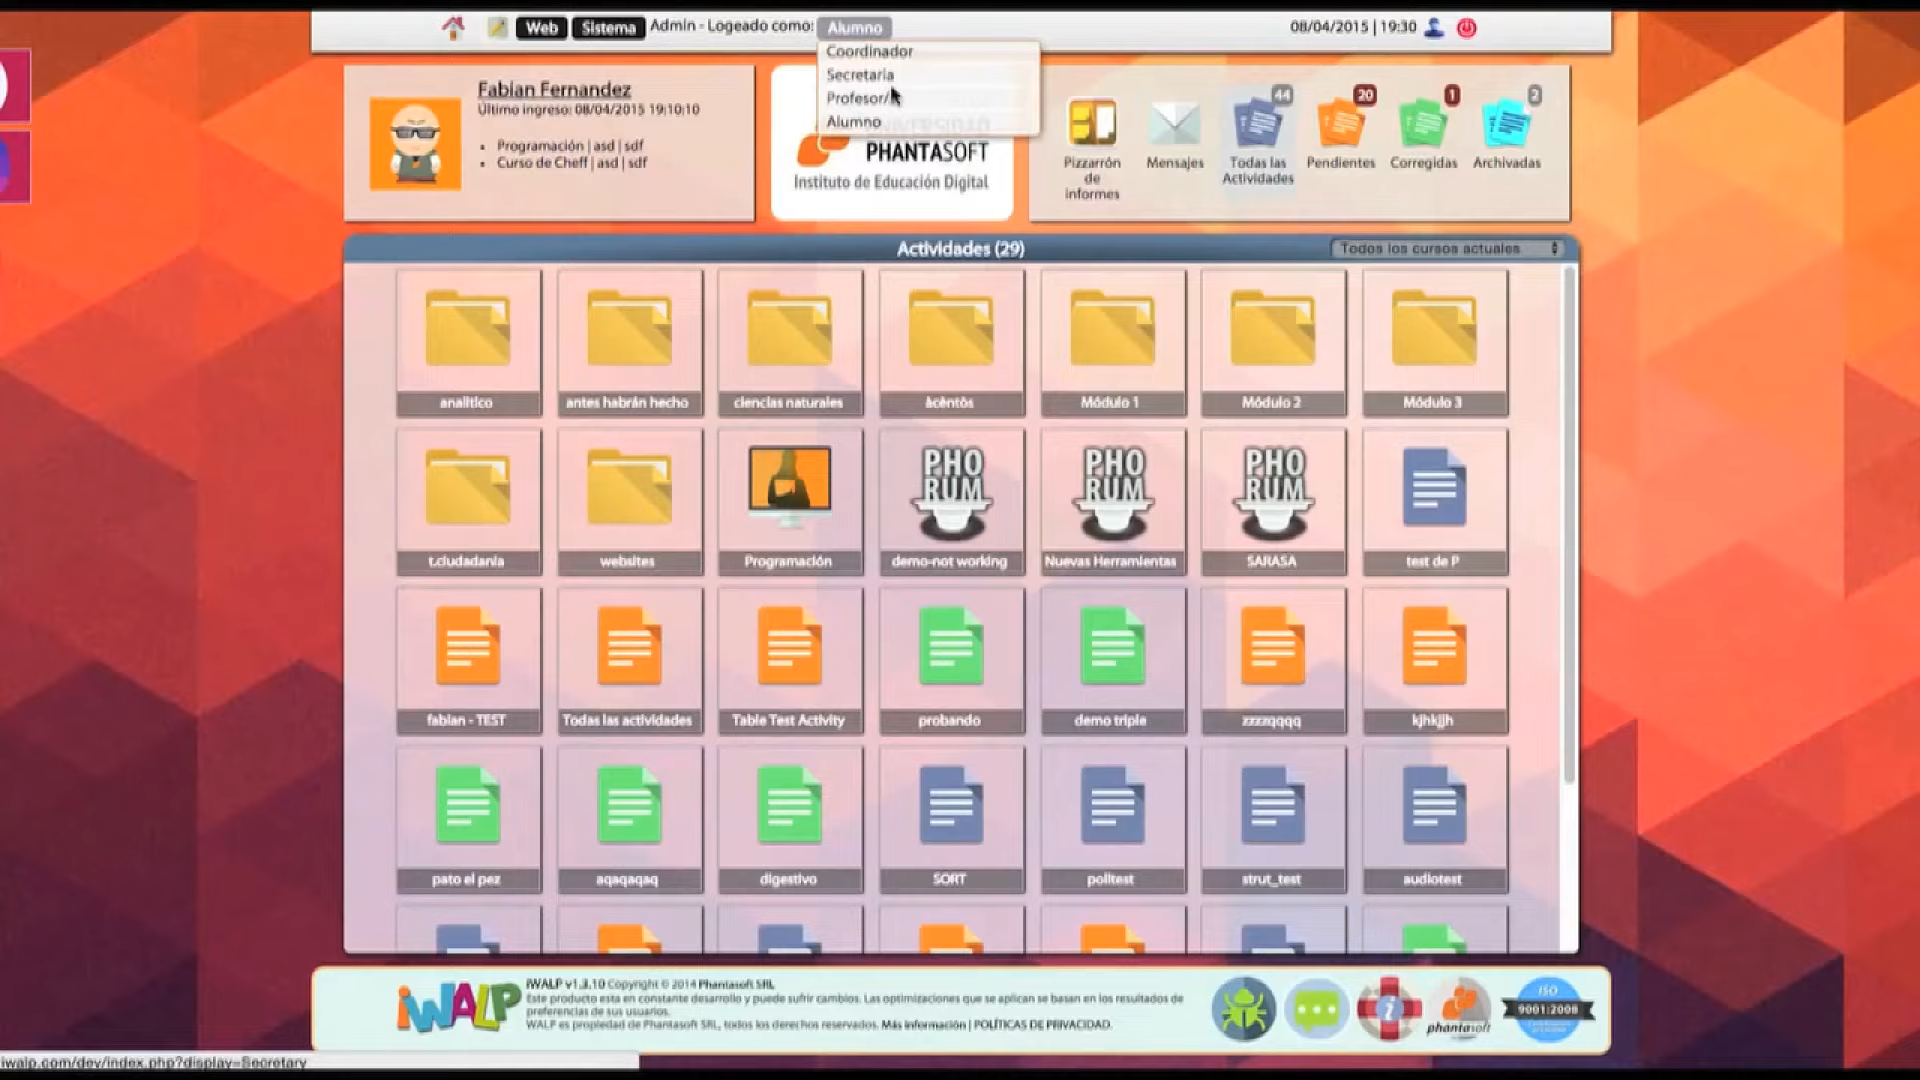 Web Sistema Admin - Logeado como: Alumno
08/04/2015 | 19:30
Coordinador
Secretaria
Profesor/
Alumno
Fabian Fernandez
Último ingreso: 08/04/2015 19:10:10
Programación | asd | sdf
Curso de Cheff | asd | sdf
UNIVERSIDAD
PHANTASOFT
Instituto de Educación Digital
44 20 1 2
Pizzarrón de informes
Mensajes
Todas las Actividades
Pendientes
Corregidas
Archivadas
Actividades (29)
Todos los cursos actuales
analitico antes habrán hecho ciencias naturales àcèntòs Módulo 1 Módulo 2 Módulo 3
PHO RUM PHO RUM PHO RUM
t.ciudadania websites Programación demo-not working Nuevas Herramientas SARASA test de P
fabian - TEST Todas las actividades Table Test Activity probando demo triple zzzzqqqq kjhkjjh
pato el pez aqaqaqaq digestivo SORT politest strut_test audiotest
iWALP
iWALP v1.3.10 Copyright © 2014 Phantasoft SRL
Este producto esta en constante desarrollo y puede sufrir cambios. Las optimizaciones que se aplican se basan en los resultados de
preferencias de sus usuarios.
WALP es propiedad de Phantasoft SRL, todos los derechos reservados. Más información | POLÍTICAS DE PRIVACIDAD.
phantasoft
ISO
9001:2008
iwalp.com/dev/index.php?display=Secretary